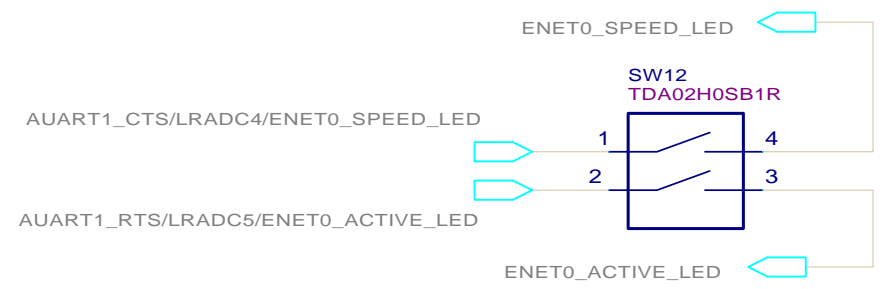 ENET0_SPEED_LED
SW12
TDA02H0SB1R
AUART1_CTS/LRADC4/ENET0_SPEED_LED
1
4
2
3
AUART1_RTS/LRADC5/ENET0_ACTIVE_LED
ENET0_ACTIVE_LED